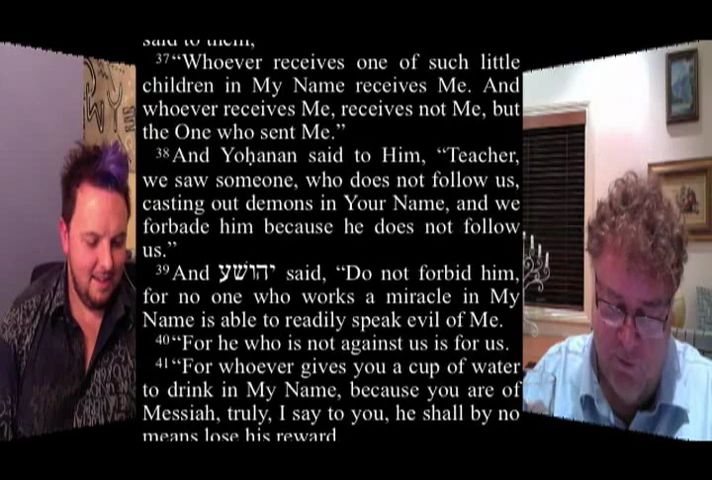 said to them,
37“Whoever receives one of such little
children in My Name receives Me. And
whoever receives Me, receives not Me, but
the One who sent Me.”
38And Yoḥanan said to Him, “Teacher,
we saw someone, who does not follow us,
casting out demons in Your Name, and we
forbade him because he does not follow
us.”
39And יהושע said, “Do not forbid him,
for no one who works a miracle in My
Name is able to readily speak evil of Me.
40“For he who is not against us is for us.
41“For whoever gives you a cup of water
to drink in My Name, because you are of
Messiah, truly, I say to you, he shall by no
means lose his reward